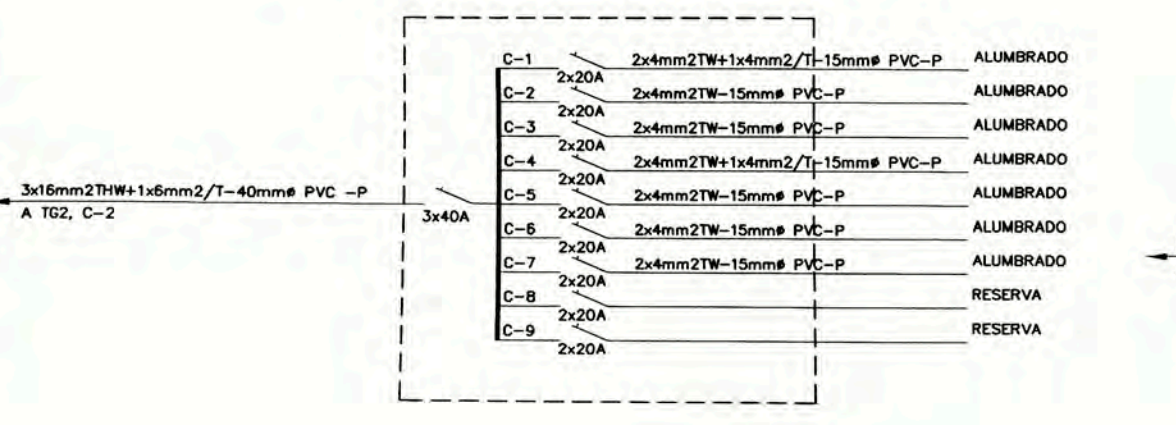 C-1 2x4mm2TW+1x4mm2/T-15mmø PVC-P ALUMBRADO
2x20A
C-2 2x4mm2TW-15mmø PVC-P ALUMBRADO
2x20A
C-3 2x4mm2TW-15mmø PVC-P ALUMBRADO
2x20A
C-4 2x4mm2TW+1x4mm2/T-15mmø PVC-P ALUMBRADO
2x20A
3x16mm2THW+1x6mm2/T-40mmø PVC -P
A TG2, C-2
3x40A
C-5 2x4mm2TW-15mmø PVC-P ALUMBRADO
2x20A
C-6 2x4mm2TW-15mmø PVC-P ALUMBRADO
2x20A
C-7 2x4mm2TW-15mmø PVC-P ALUMBRADO
2x20A
C-8 RESERVA
2x20A
C-9 RESERVA
2x20A